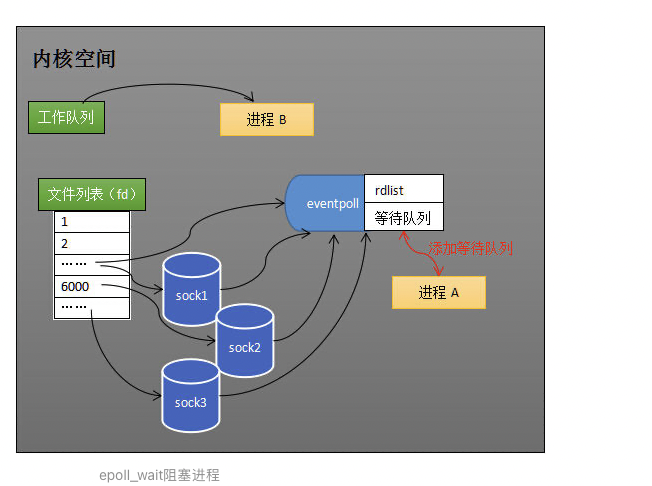 内核空间
工作队列
进程 B
文件列表（fd）
1
2
……
6000
……
eventpoll
rdlist
等待队列
添加等待队列
进程 A
sock1
sock2
sock3
epoll_wait阻塞进程